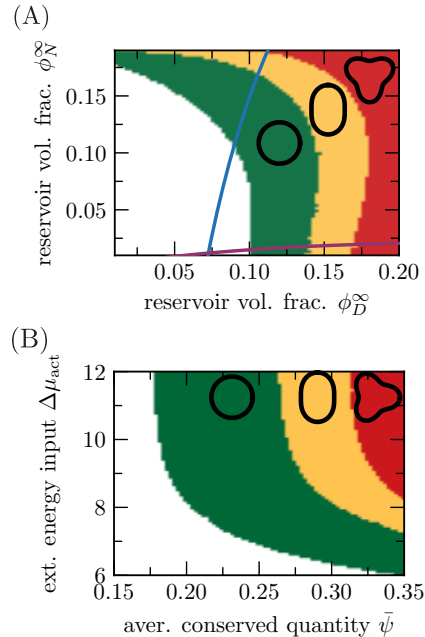 (A)
reservoir vol. frac. ϕ_N^∞
0.15
0.10
0.05
0.05 0.10 0.15 0.20
reservoir vol. frac. ϕ_D^∞
(B)
ext. energy input Δμ_act
12
10
8
6
0.15 0.20 0.25 0.30 0.35
aver. conserved quantity ψ̄